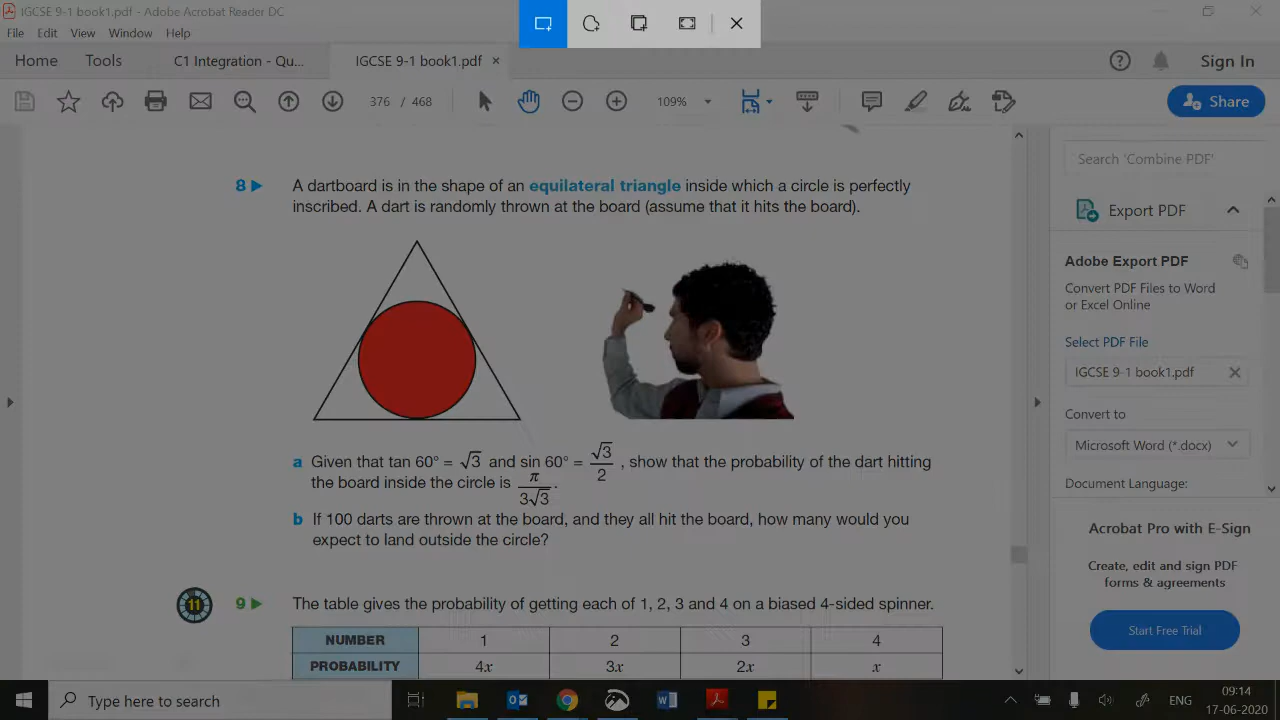 IGCSE 9-1 book1.pdf - Adobe Acrobat Reader DC
File Edit View Window Help
Home Tools C1 Integration - Qu... IGCSE 9-1 book1.pdf ×
Sign In
376 / 468 109% Share
8 ▶ A dartboard is in the shape of an equilateral triangle inside which a circle is perfectly
inscribed. A dart is randomly thrown at the board (assume that it hits the board).
a Given that tan 60° = √3 and sin 60° = √3/2, show that the probability of the dart hitting
the board inside the circle is π/3√3.
b If 100 darts are thrown at the board, and they all hit the board, how many would you
expect to land outside the circle?
11 9 ▶ The table gives the probability of getting each of 1, 2, 3 and 4 on a biased 4-sided spinner.
NUMBER 1 2 3 4
PROBABILITY 4x 3x 2x x
Search 'Combine PDF'
Export PDF
Adobe Export PDF
Convert PDF Files to Word
or Excel Online
Select PDF File
IGCSE 9-1 book1.pdf ×
Convert to
Microsoft Word (*.docx)
Document Language:
Acrobat Pro with E-Sign
Create, edit and sign PDF
forms & agreements
Start Free Trial
Type here to search
ENG
09:14
17-06-2020